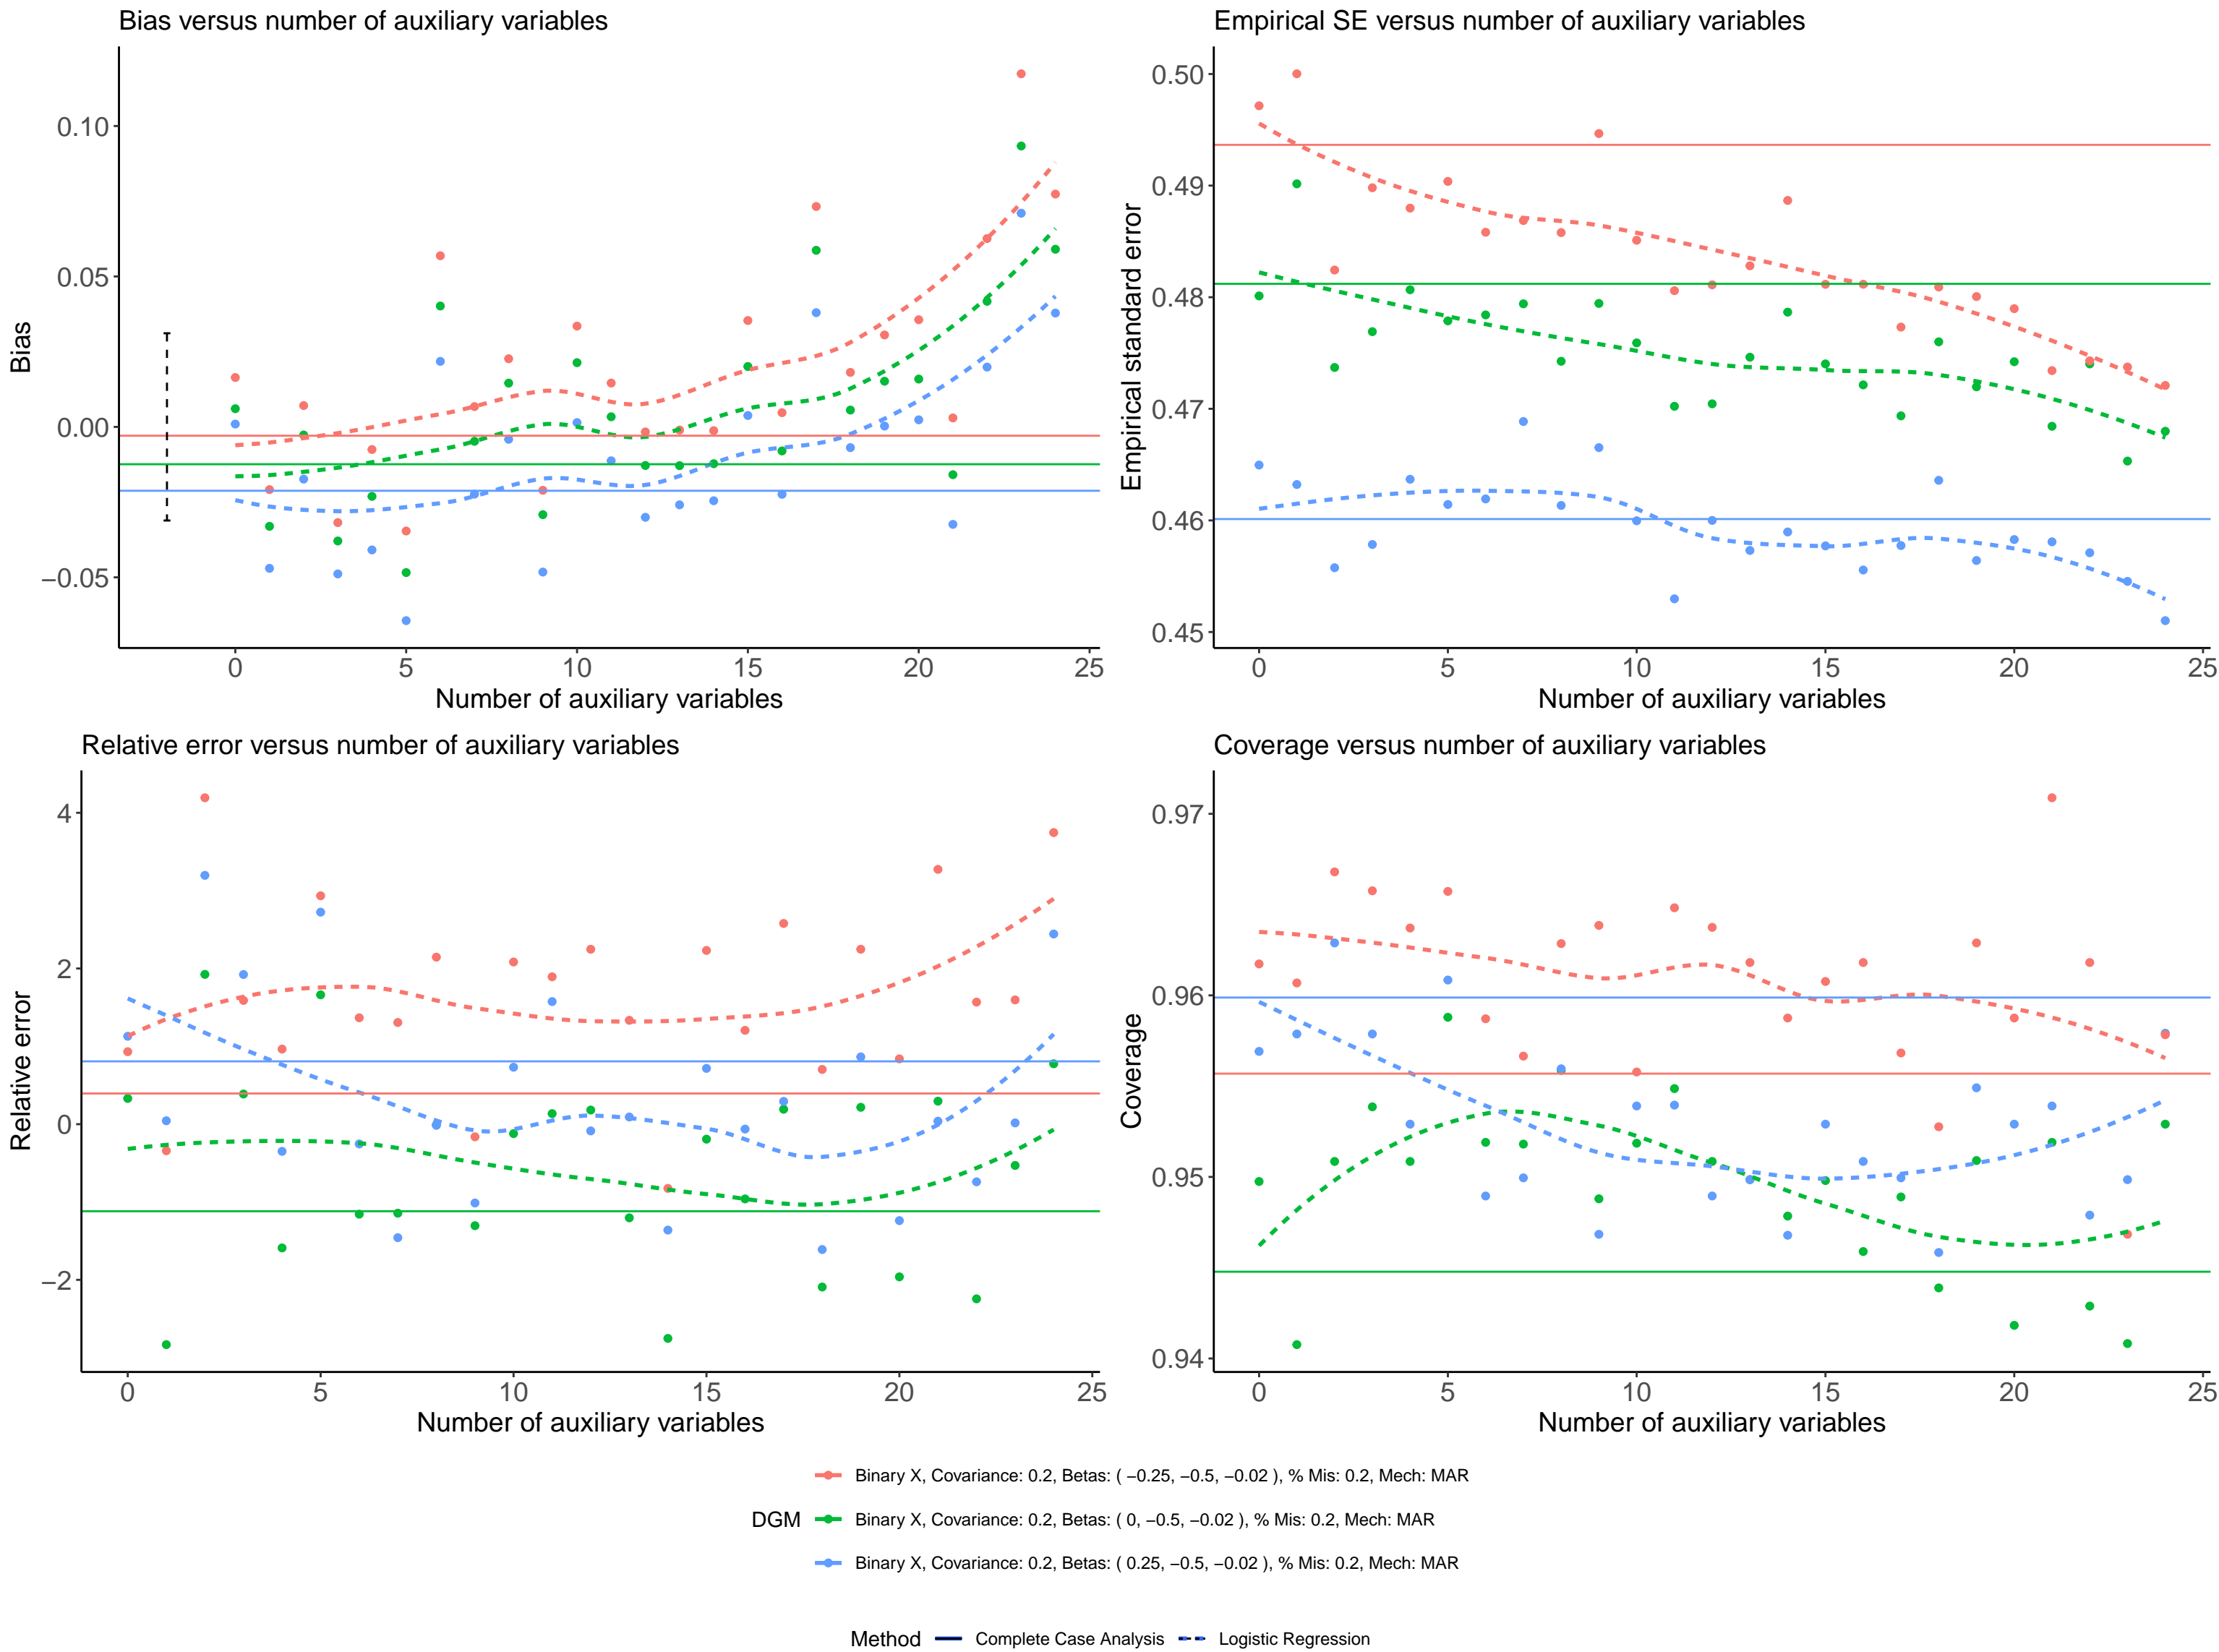 Bias versus number of auxiliary variables
0.10
0.05
0.00
−0.05
Bias
0 5 10 15 20 25
Number of auxiliary variables
Empirical SE versus number of auxiliary variables
0.50
0.49
0.48
0.47
0.46
0.45
Empirical standard error
0 5 10 15 20 25
Number of auxiliary variables
Relative error versus number of auxiliary variables
4
2
0
−2
Relative error
0 5 10 15 20 25
Number of auxiliary variables
Coverage versus number of auxiliary variables
0.97
0.96
0.95
0.94
Coverage
0 5 10 15 20 25
Number of auxiliary variables
DGM
Binary X, Covariance: 0.2, Betas: ( −0.25, −0.5, −0.02 ), % Mis: 0.2, Mech: MAR
Binary X, Covariance: 0.2, Betas: ( 0, −0.5, −0.02 ), % Mis: 0.2, Mech: MAR
Binary X, Covariance: 0.2, Betas: ( 0.25, −0.5, −0.02 ), % Mis: 0.2, Mech: MAR
Method Complete Case Analysis Logistic Regression